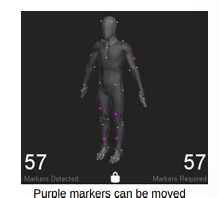 57 57
Markers Detected Markers Required
Purple markers can be moved